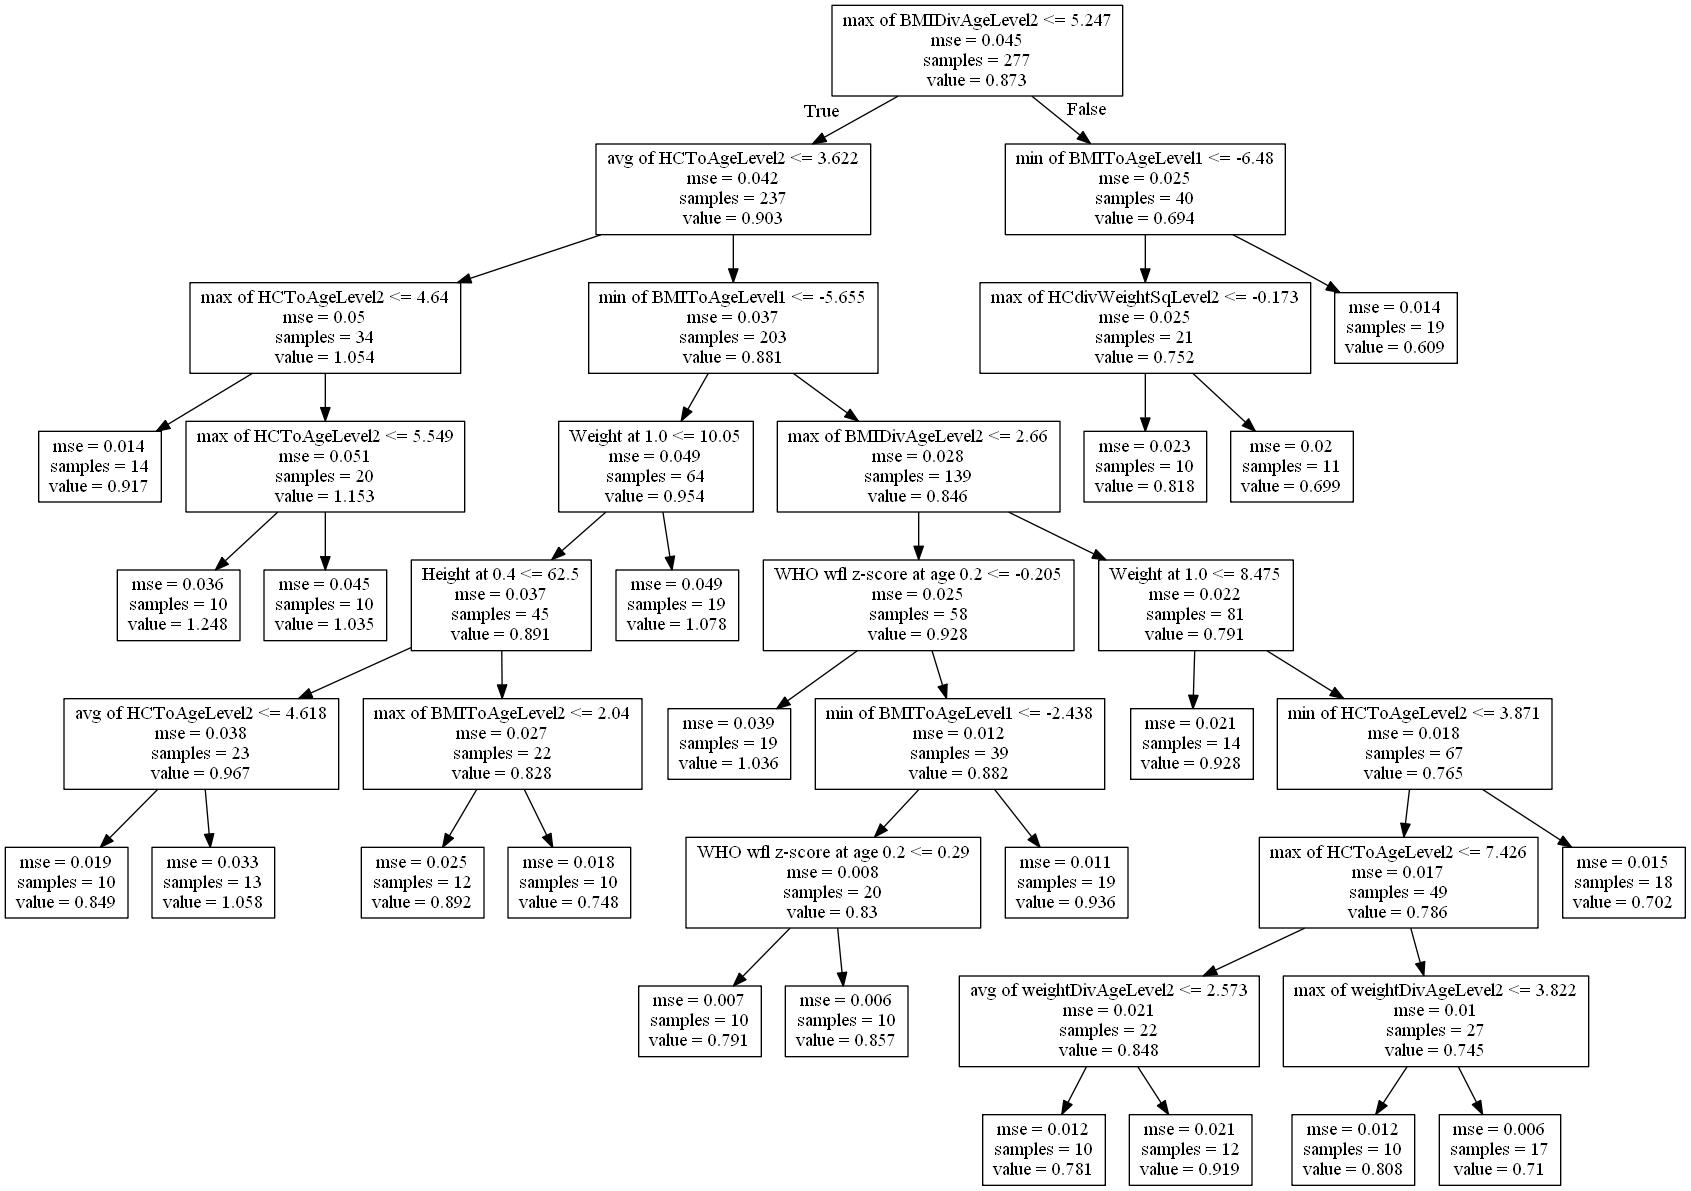 max of BMIDivAgeLevel2 <= 5.247
mse = 0.045
samples = 277
value = 0.873
True
False
avg of HCToAgeLevel2 <= 3.622
mse = 0.042
samples = 237
value = 0.903
min of BMIToAgeLevel1 <= -6.48
mse = 0.025
samples = 40
value = 0.694
max of HCToAgeLevel2 <= 4.64
mse = 0.05
samples = 34
value = 1.054
min of BMIToAgeLevel1 <= -5.655
mse = 0.037
samples = 203
value = 0.881
max of HCdivWeightSqLevel2 <= -0.173
mse = 0.025
samples = 21
value = 0.752
mse = 0.014
samples = 19
value = 0.609
mse = 0.014
samples = 14
value = 0.917
max of HCToAgeLevel2 <= 5.549
mse = 0.051
samples = 20
value = 1.153
Weight at 1.0 <= 10.05
mse = 0.049
samples = 64
value = 0.954
max of BMIDivAgeLevel2 <= 2.66
mse = 0.028
samples = 139
value = 0.846
mse = 0.023
samples = 10
value = 0.818
mse = 0.02
samples = 11
value = 0.699
mse = 0.036
samples = 10
value = 1.248
mse = 0.045
samples = 10
value = 1.035
Height at 0.4 <= 62.5
mse = 0.037
samples = 45
value = 0.891
mse = 0.049
samples = 19
value = 1.078
WHO wfl z-score at age 0.2 <= -0.205
mse = 0.025
samples = 58
value = 0.928
Weight at 1.0 <= 8.475
mse = 0.022
samples = 81
value = 0.791
avg of HCToAgeLevel2 <= 4.618
mse = 0.038
samples = 23
value = 0.967
max of BMIToAgeLevel2 <= 2.04
mse = 0.027
samples = 22
value = 0.828
mse = 0.039
samples = 19
value = 1.036
min of BMIToAgeLevel1 <= -2.438
mse = 0.012
samples = 39
value = 0.882
mse = 0.021
samples = 14
value = 0.928
min of HCToAgeLevel2 <= 3.871
mse = 0.018
samples = 67
value = 0.765
mse = 0.019
samples = 10
value = 0.849
mse = 0.033
samples = 13
value = 1.058
mse = 0.025
samples = 12
value = 0.892
mse = 0.018
samples = 10
value = 0.748
WHO wfl z-score at age 0.2 <= 0.29
mse = 0.008
samples = 20
value = 0.83
mse = 0.011
samples = 19
value = 0.936
max of HCToAgeLevel2 <= 7.426
mse = 0.017
samples = 49
value = 0.786
mse = 0.015
samples = 18
value = 0.702
mse = 0.007
samples = 10
value = 0.791
mse = 0.006
samples = 10
value = 0.857
avg of weightDivAgeLevel2 <= 2.573
mse = 0.021
samples = 22
value = 0.848
max of weightDivAgeLevel2 <= 3.822
mse = 0.01
samples = 27
value = 0.745
mse = 0.012
samples = 10
value = 0.781
mse = 0.021
samples = 12
value = 0.919
mse = 0.012
samples = 10
value = 0.808
mse = 0.006
samples = 17
value = 0.71